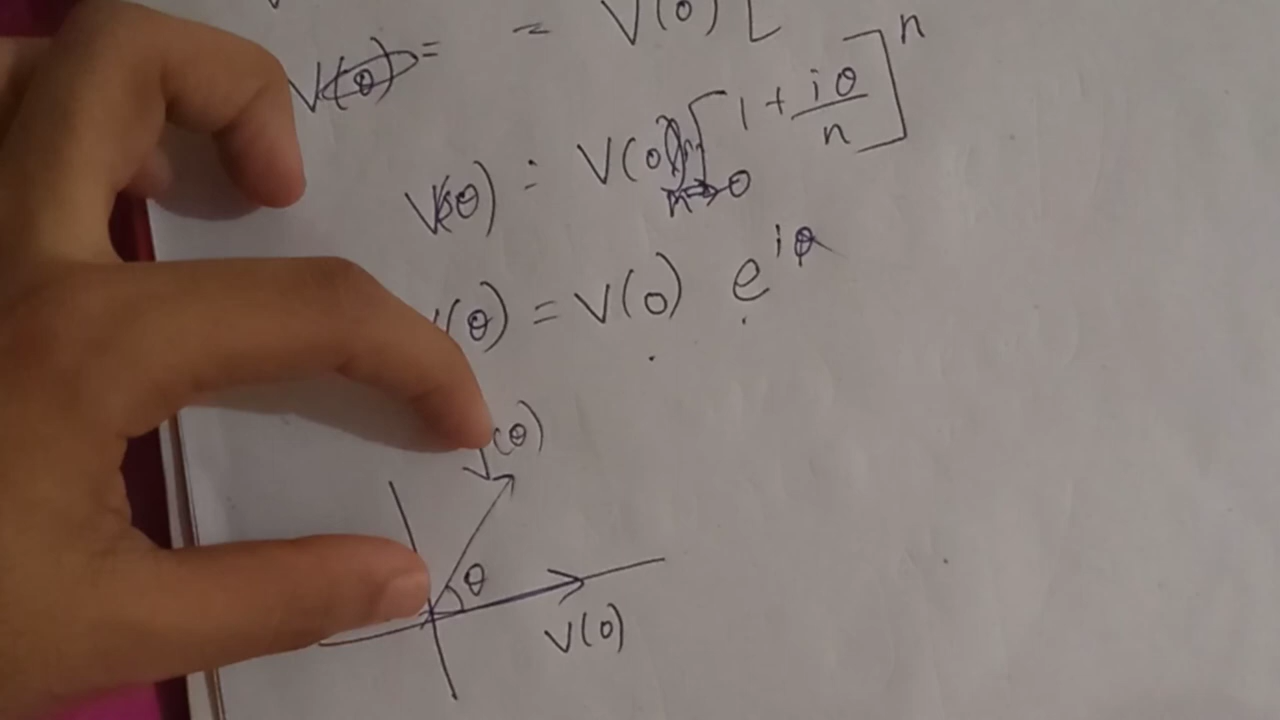 = V(0) [
V(θ) =
V(θ) = V(0) [1 + iθ/n]^n
n→0
V(θ) = V(0) e^{iθ}
V(θ)
θ
V(0)